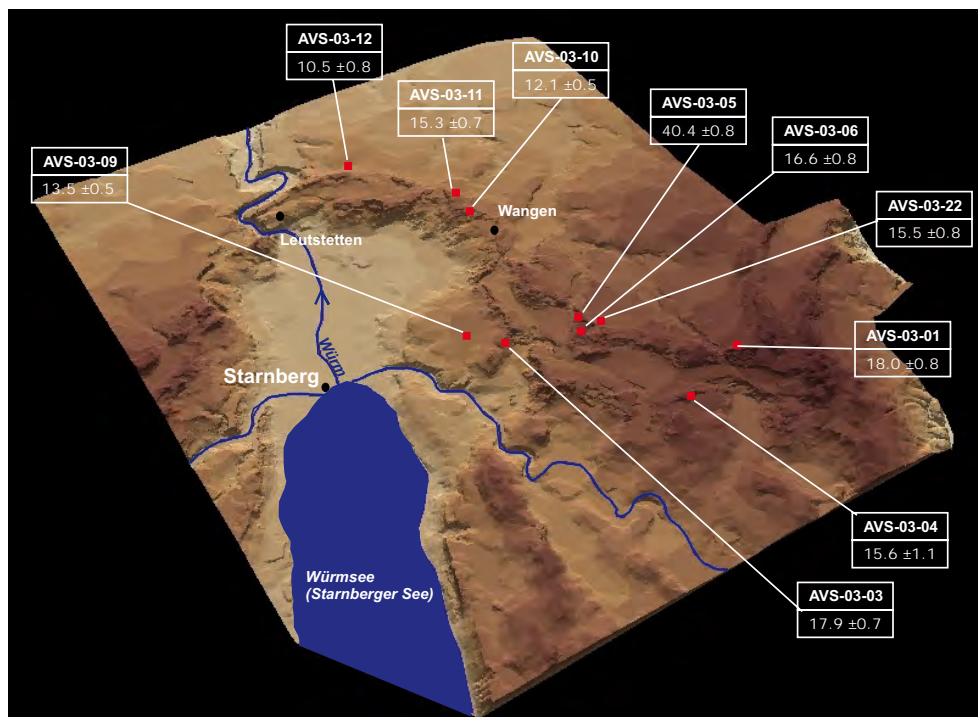 AVS-03-12
10.5 ±0.8
AVS-03-10
12.1 ±0.5
AVS-03-11
15.3 ±0.7
AVS-03-05
40.4 ±0.8
AVS-03-06
16.6 ±0.8
AVS-03-09
13.5 ±0.5
AVS-03-22
15.5 ±0.8
Wangen
Leutstetten
Würm
AVS-03-01
18.0 ±0.8
Starnberg
AVS-03-04
15.6 ±1.1
Würmsee
(Starnberger See)
AVS-03-03
17.9 ±0.7